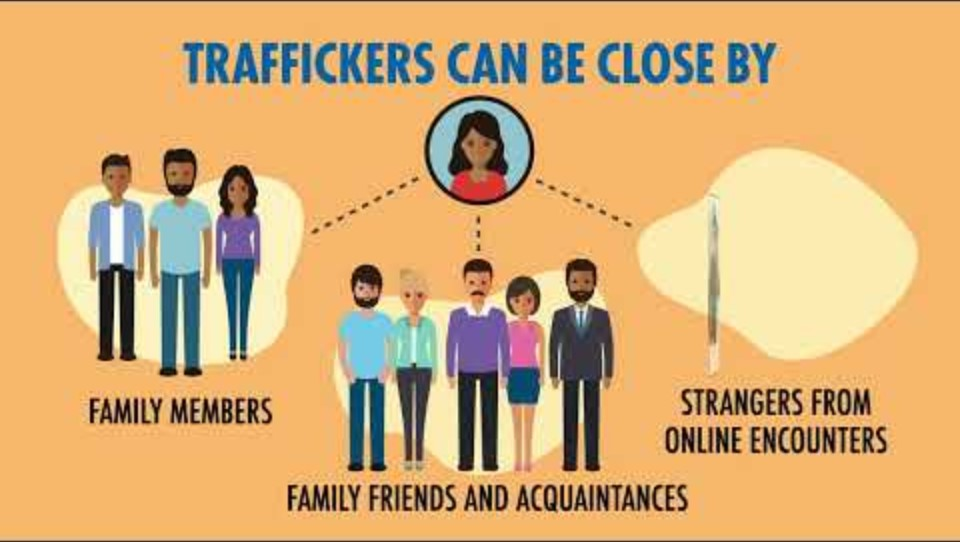 TRAFFICKERS CAN BE CLOSE BY
FAMILY MEMBERS
STRANGERS FROM
ONLINE ENCOUNTERS
FAMILY FRIENDS AND ACQUAINTANCES